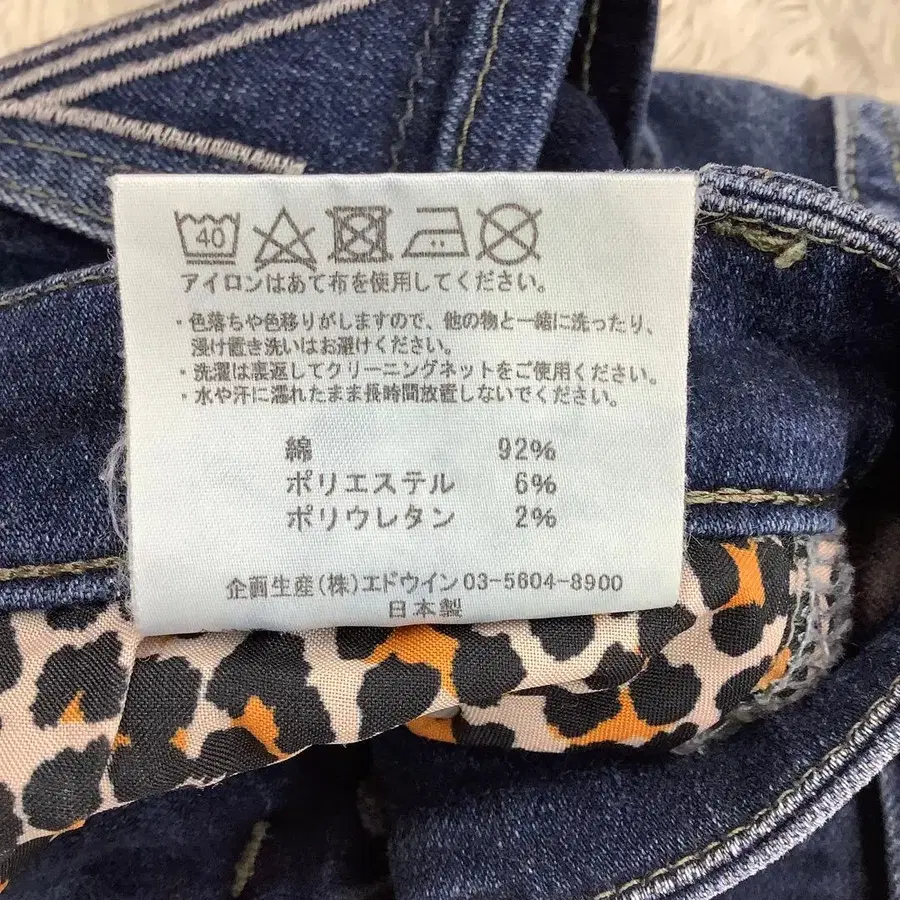 40
アイロンはあて布を使用してください。
・色落ちや色移りがしますので、他の物と一緒に洗ったり、
浸け置き洗いはお避けください。
・洗濯は裏返してクリーニングネットをご使用ください。
・水や汗に濡れたまま長時間放置しないでください。
綿 92%
ポリエステル 6%
ポリウレタン 2%
企画生産(株)エドウイン03-5604-8900
日本製